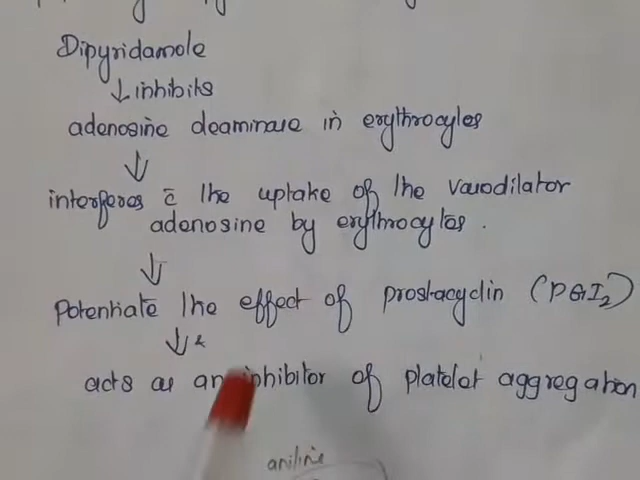 Dipyridamole
↓ inhibits
adenosine deaminase in erythrocytes
↓
interferes c̄ the uptake of the vasodilator
adenosine by erythrocytes.
↓
Potentiate the effect of prostacyclin (PGI₂)
↓ &
acts as an inhibitor of platelet aggregation
aniline